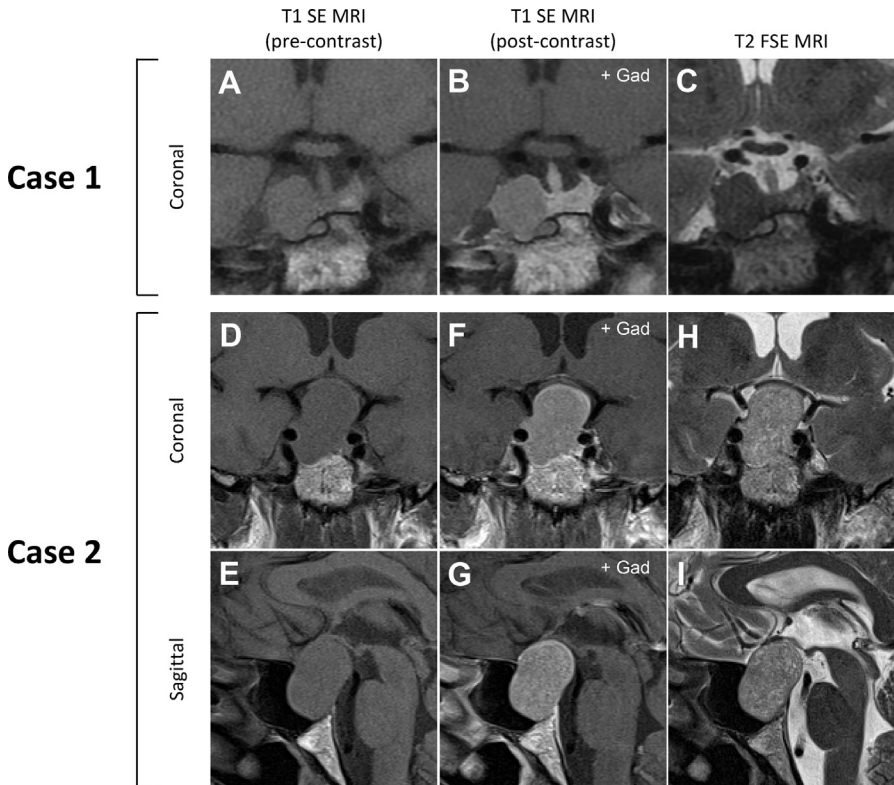 T1 SE MRI
(pre-contrast)
T1 SE MRI
(post-contrast)
T2 FSE MRI
Case 1
Coronal
A
B
+ Gad
C
Case 2
Coronal
D
F
+ Gad
H
Sagittal
E
G
+ Gad
I